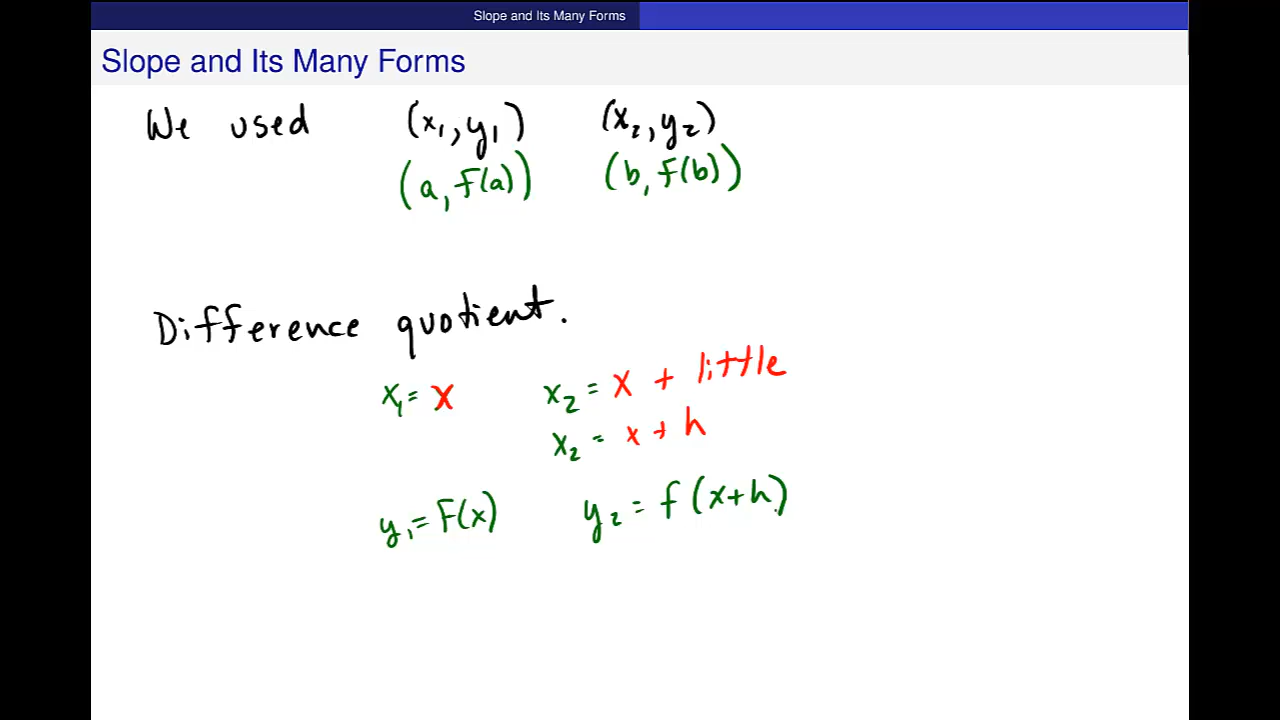 Slope and Its Many Forms
Slope and Its Many Forms
We used (x₁, y₁) (x₂, y₂)
(a, f(a)) (b, f(b))
Difference quotient.
x₁ = x x₂ = x + little
x₂ = x + h
y₁ = F(x) y₂ = f(x+h)